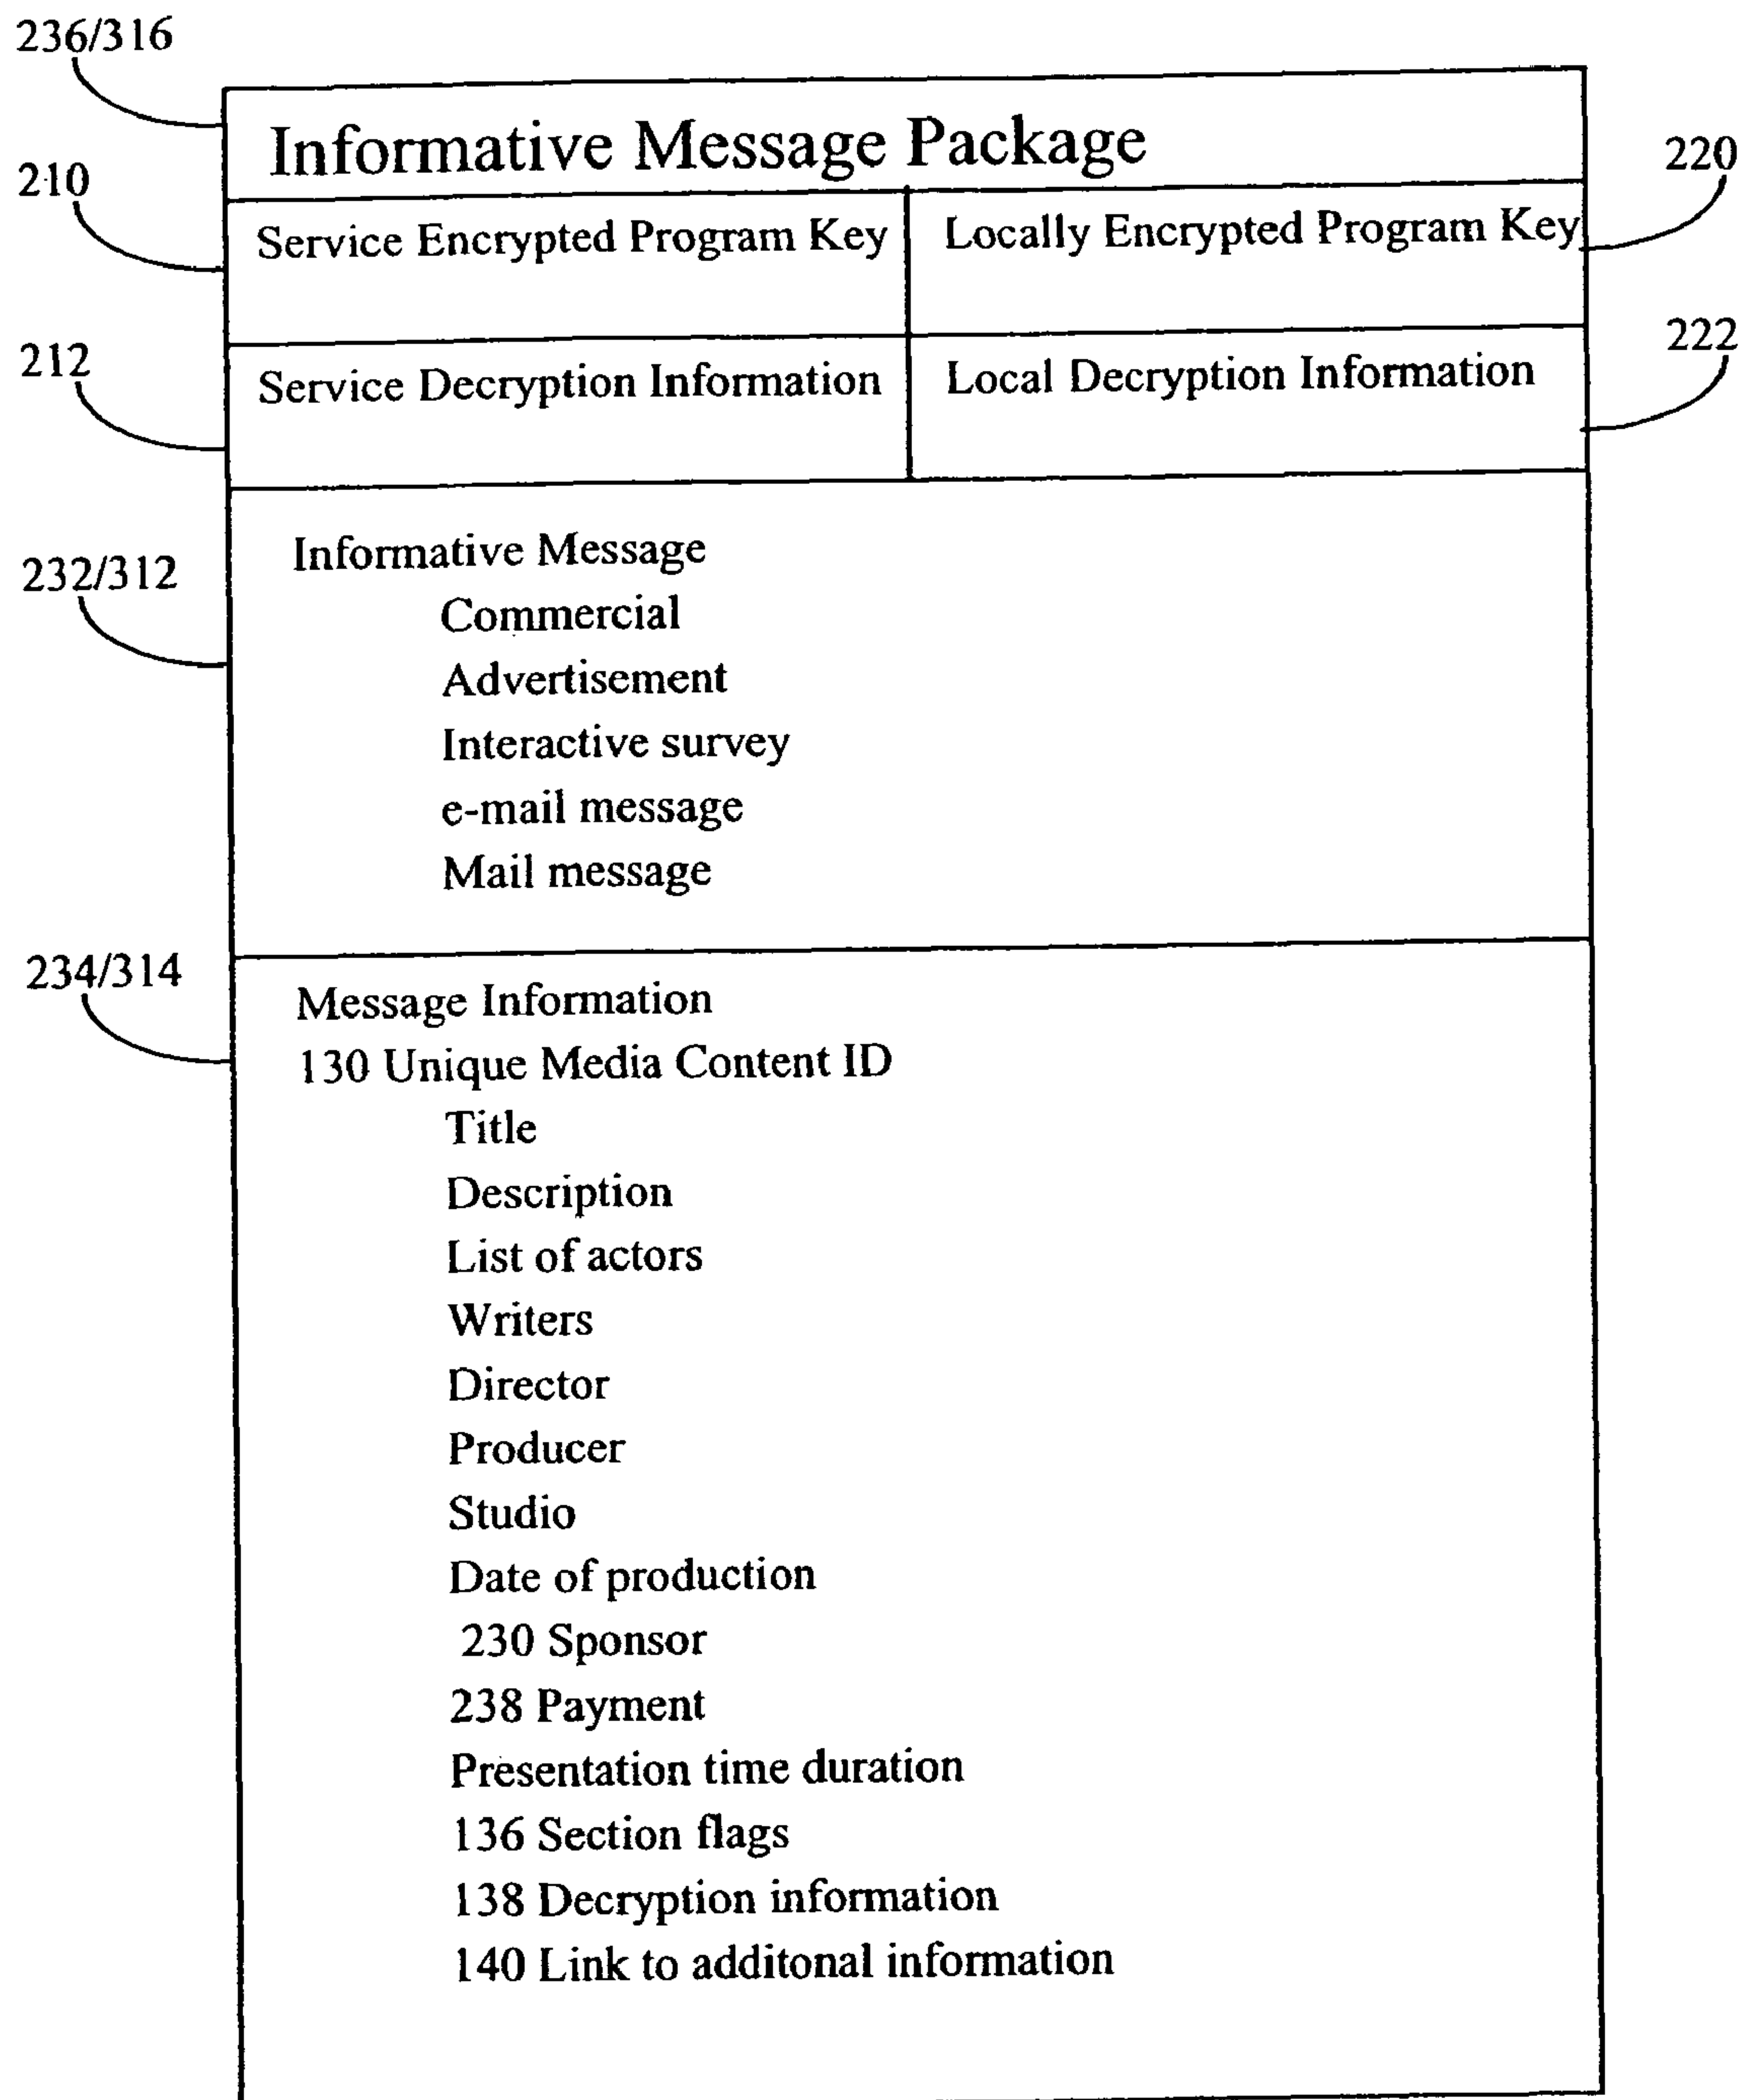 236/316
Informative Message Package
210
220
Service Encrypted Program Key
Locally Encrypted Program Key
212
222
Service Decryption Information
Local Decryption Information
232/312
Informative Message
Commercial
Advertisement
Interactive survey
e-mail message
Mail message
234/314
Message Information
130 Unique Media Content ID
Title
Description
List of actors
Writers
Director
Producer
Studio
Date of production
230 Sponsor
238 Payment
Presentation time duration
136 Section flags
138 Decryption information
140 Link to additonal information